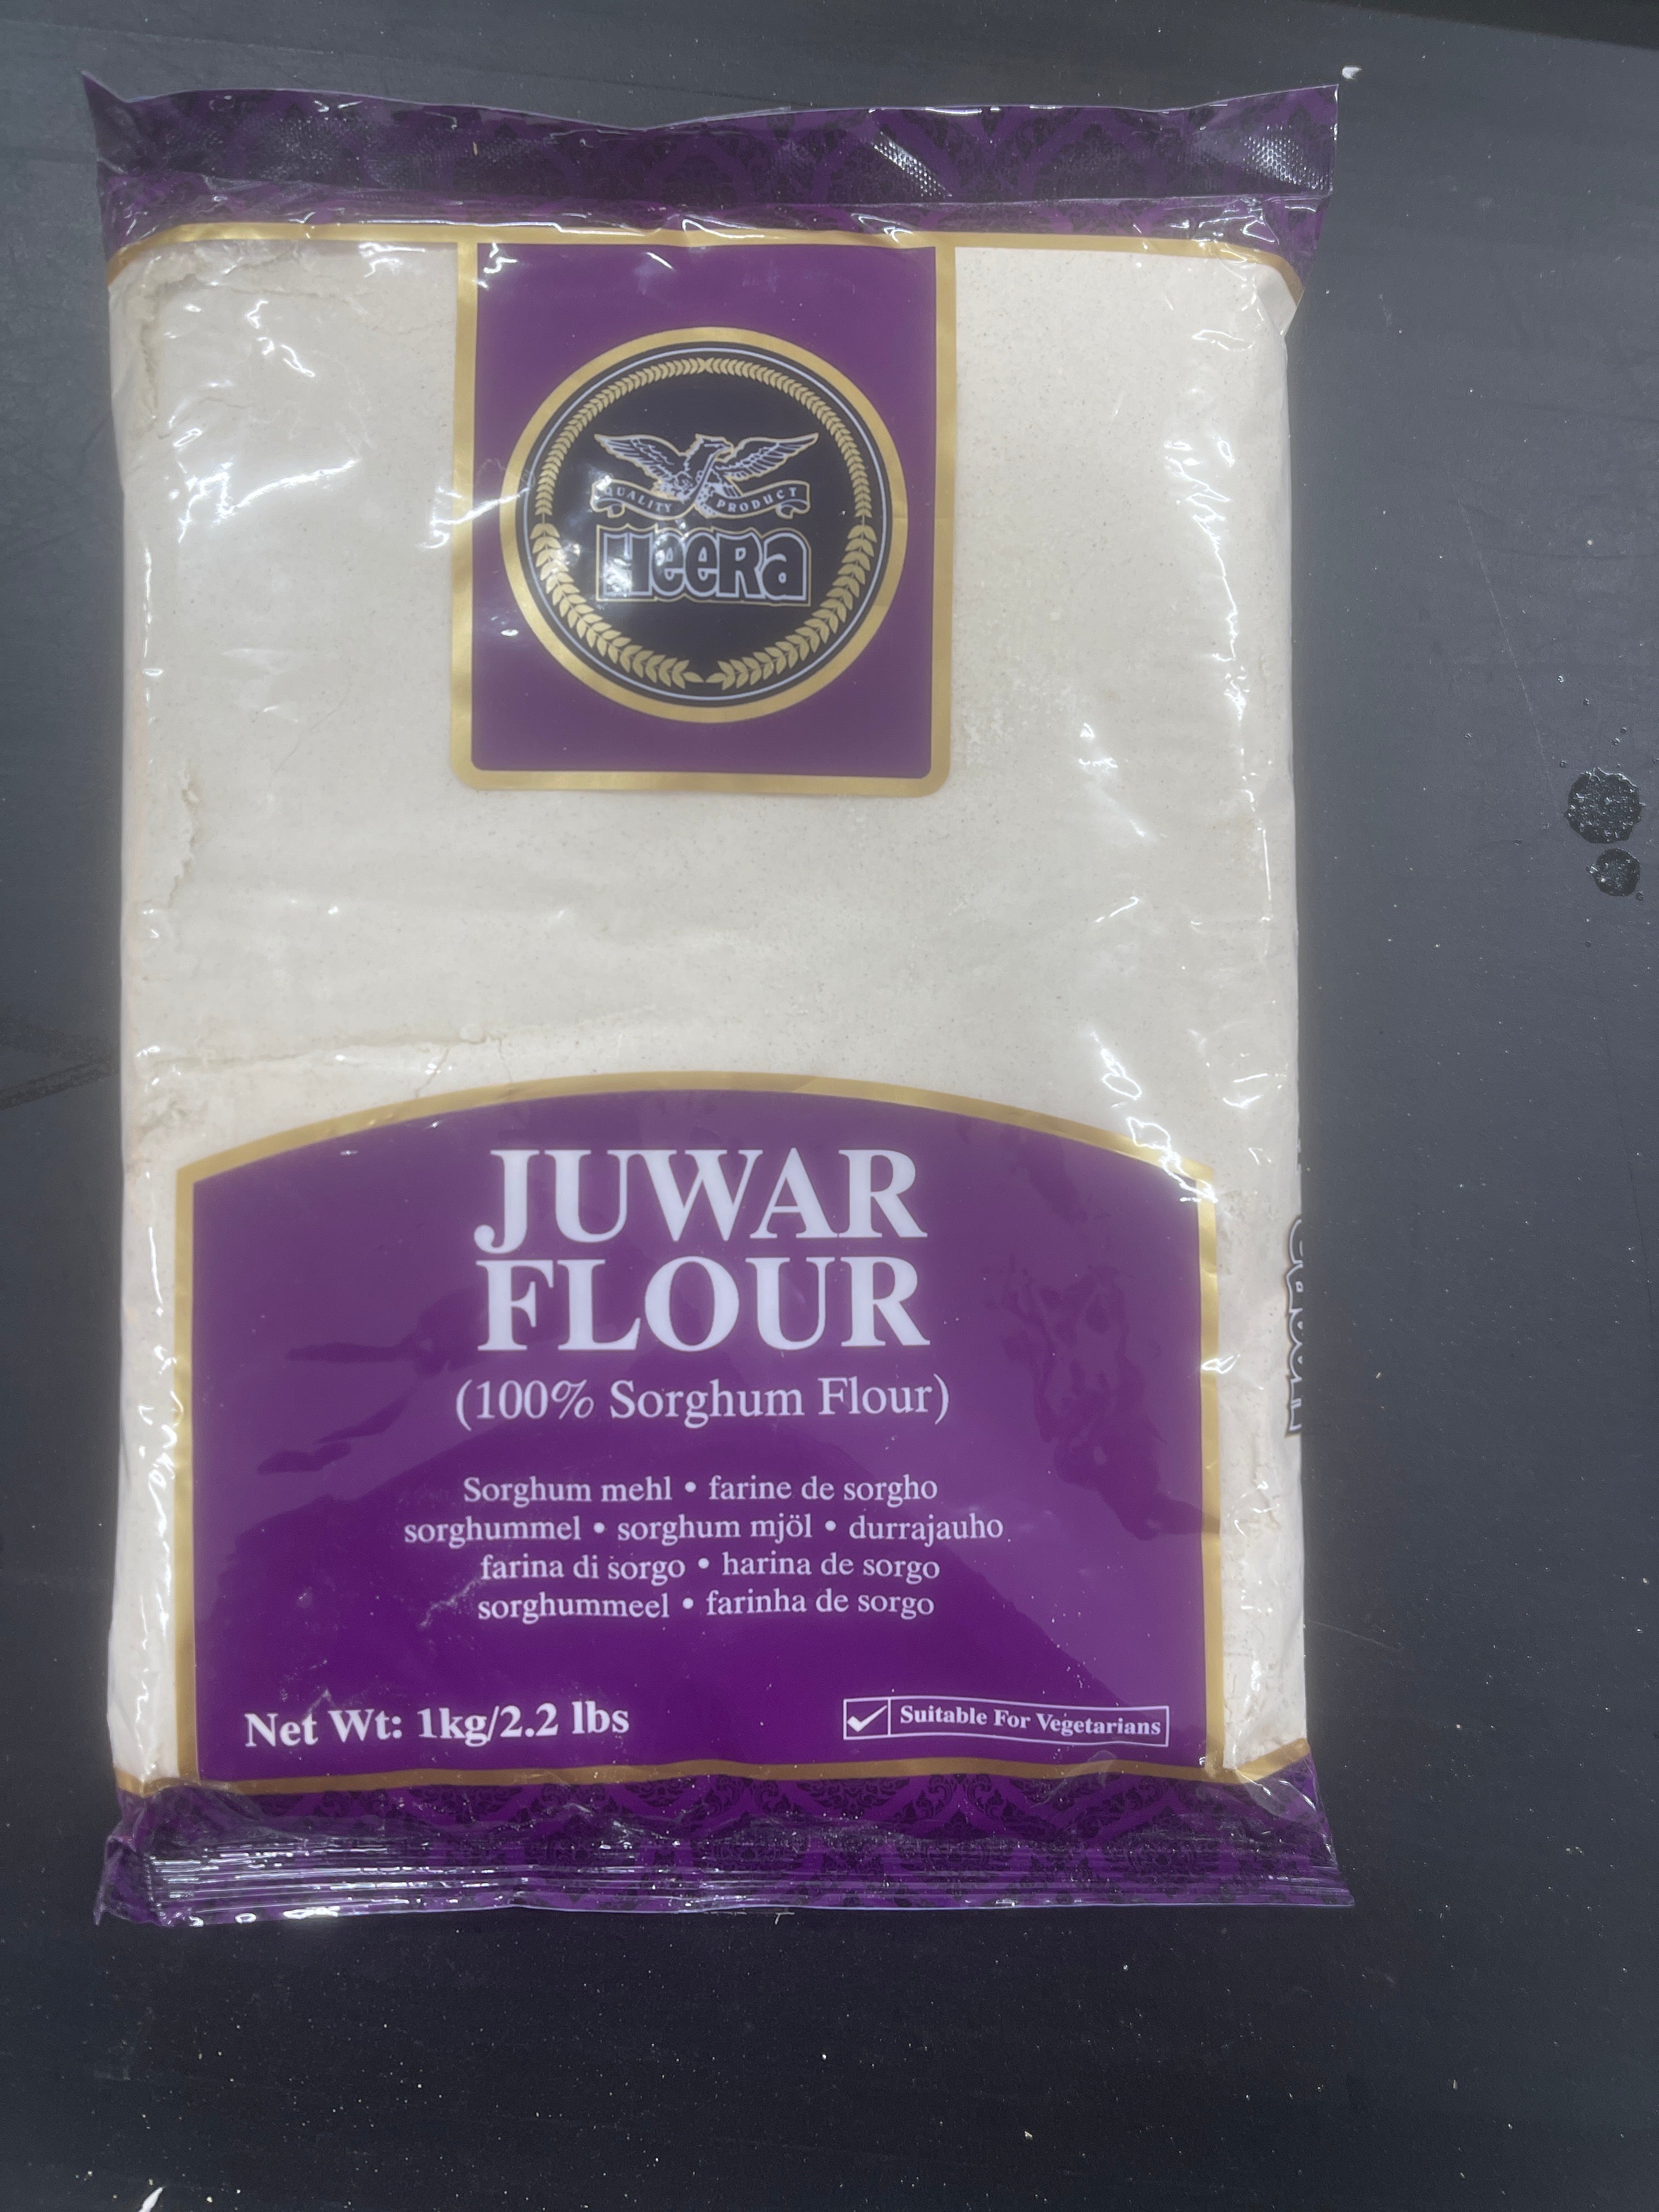 QUALITY PRODUCT
Heera
JUWAR
FLOUR
(100% Sorghum Flour)
Sorghum mehl • farine de sorgho
sorghummel • sorghum mjöl • durrajauho
farina di sorgo • harina de sorgo
sorghummeel • farinha de sorgo
Net Wt: 1kg/2.2 lbs
Suitable For Vegetarians